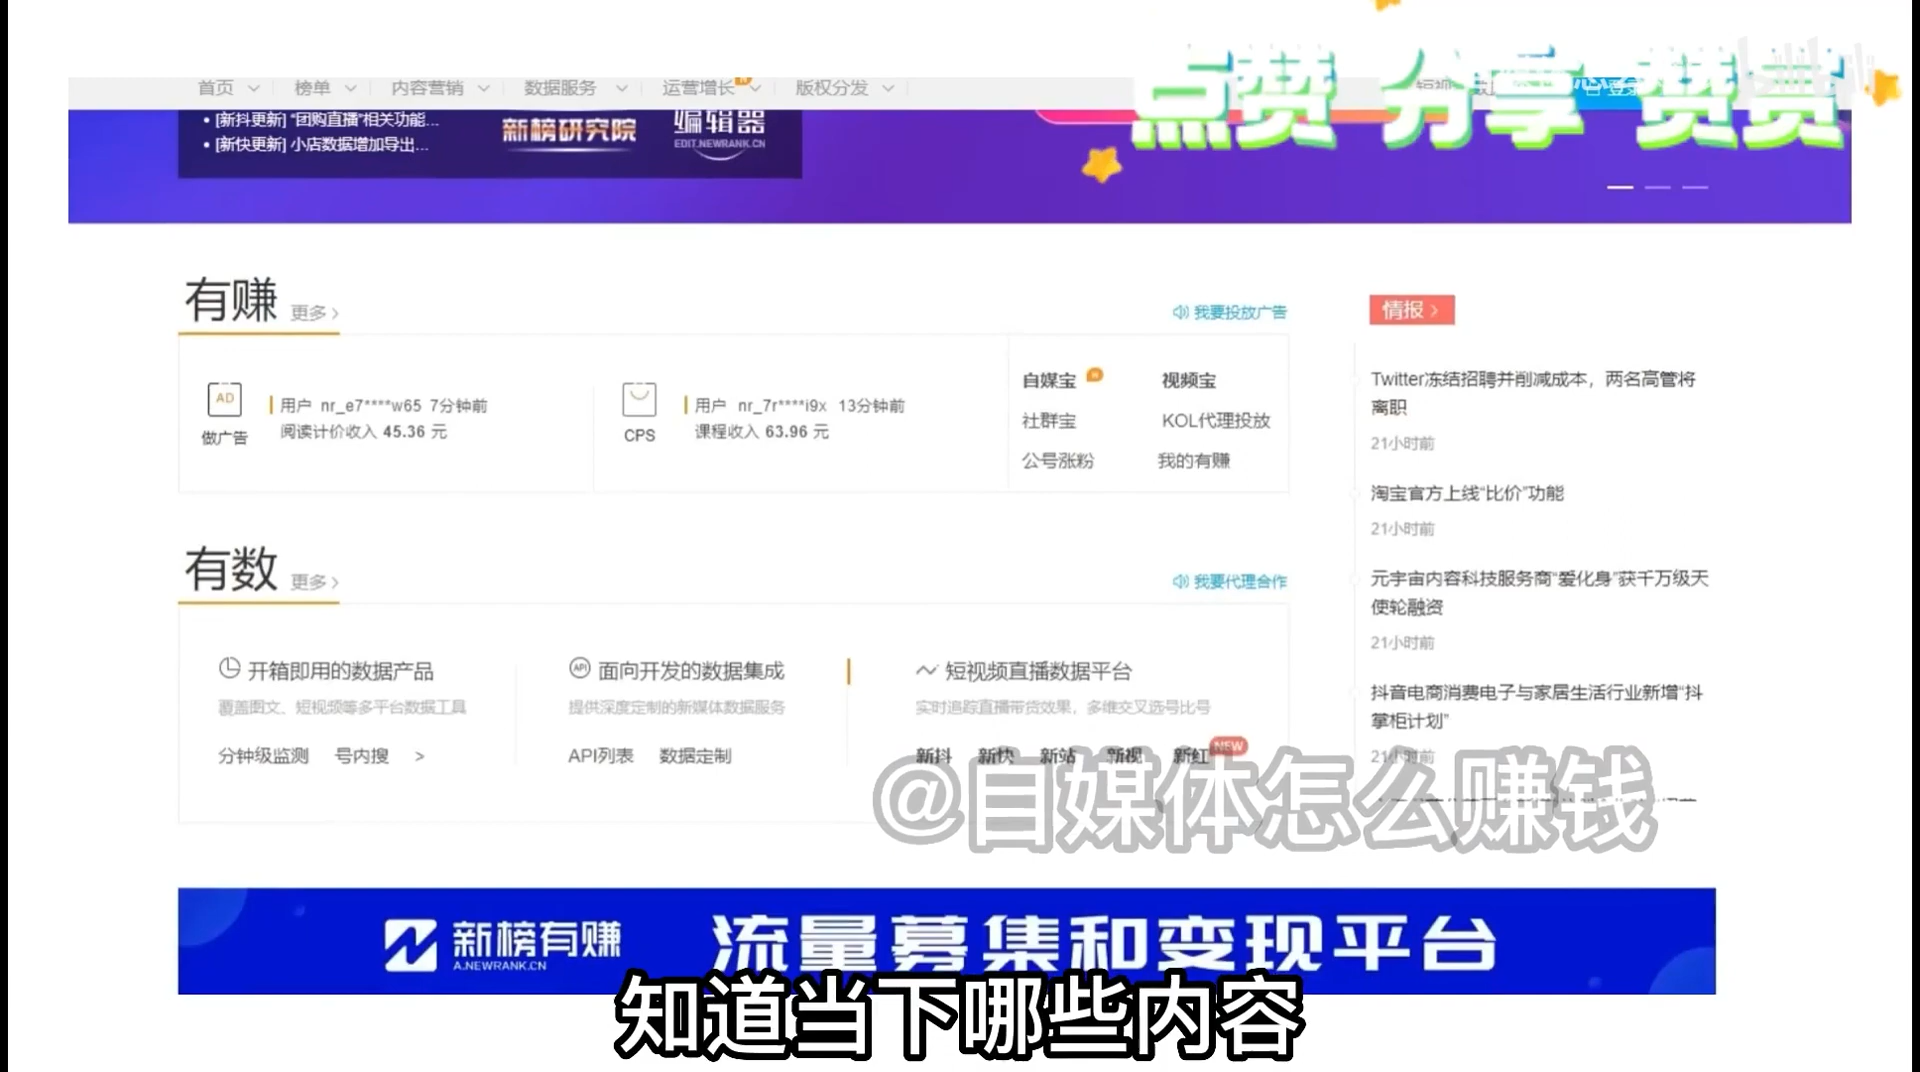 点赞 分享 赞赏
首页 榜单 内容营销 数据服务 运营增长 版权分发
• [新抖更新] “团购直播”相关功能...
• [新快更新] 小店数据增加导出...
新榜研究院
编辑器
EDIT.NEWRANK.CN
有赚 更多 >
我要投放广告
AD
做广告
用户 nr_e7****w65 7分钟前
阅读计价收入 45.36 元
CPS
用户 nr_7r****i9x 13分钟前
课程收入 63.96 元
自媒宝 视频宝
社群宝 KOL代理投放
公号涨粉 我的有赚
情报 >
Twitter冻结招聘并削减成本，两名高管将
离职
21小时前
淘宝官方上线“比价”功能
21小时前
元宇宙内容科技服务商“爱化身”获千万级天
使轮融资
21小时前
抖音电商消费电子与家居生活行业新增“抖
掌柜计划”
21小时前
有数 更多 >
我要代理合作
开箱即用的数据产品
覆盖图文、短视频等多平台数据工具
分钟级监测 号内搜 >
API 面向开发的数据集成
提供深度定制的新媒体数据服务
API列表 数据定制
短视频直播数据平台
实时追踪直播带货效果，多维交叉选号比号
新抖 新快 新站 新视 新红 NEW
@自媒体怎么赚钱
新榜有赚
A.NEWRANK.CN
流量募集和变现平台
知道当下哪些内容